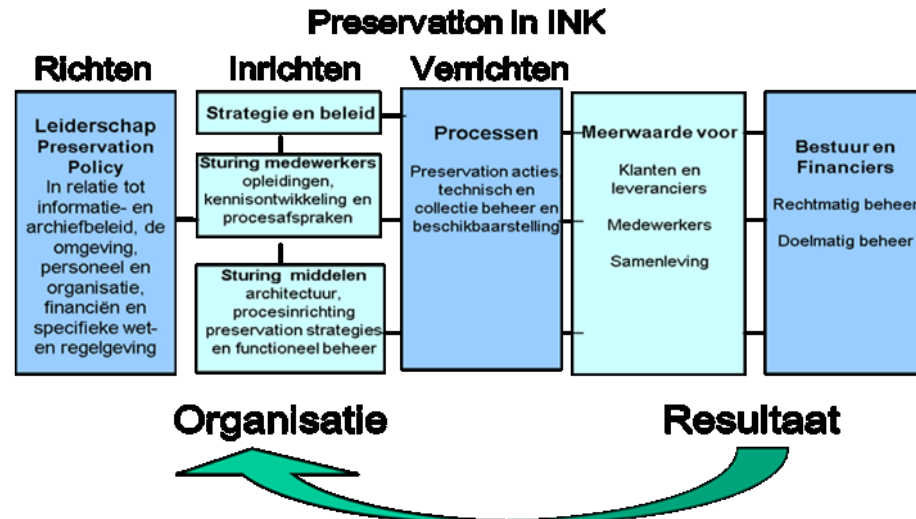 Preservation in INK
Richten
Inrichten
Verrichten
Leiderschap
Preservation
Policy
In relatie tot
informatie- en
archiefbeleid, de
omgeving,
personeel en
organisatie,
financiën en
specifieke wet-
en regelgeving
Strategie en beleid
Sturing medewerkers
opleidingen,
kennisontwikkeling en
procesafspraken
Sturing middelen
architectuur,
procesinrichting
preservation strategies
en functioneel beheer
Processen
Preservation acties,
technisch en
collectie beheer en
beschikbaarstelling
Meerwaarde voor
Klanten en
leveranciers
Medewerkers
Samenleving
Bestuur en
Financiers
Rechtmatig beheer
Doelmatig beheer
Organisatie
Resultaat